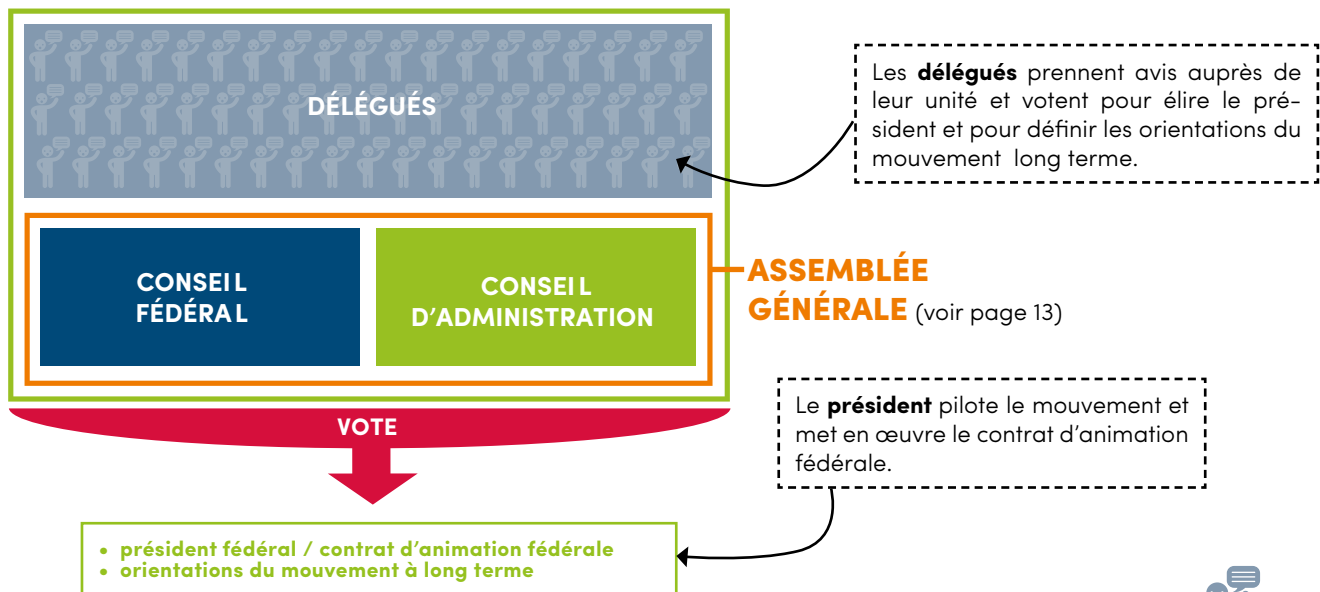 DÉLÉGUÉS
Les délégués prennent avis auprès de
leur unité et votent pour élire le pré-
sident et pour définir les orientations du
mouvement long terme.
CONSEIL
FÉDÉRAL
CONSEIL
D'ADMINISTRATION
ASSEMBLÉE
GÉNÉRALE (voir page 13)
VOTE
Le président pilote le mouvement et
met en œuvre le contrat d'animation
fédérale.
• président fédéral / contrat d'animation fédérale
• orientations du mouvement à long terme